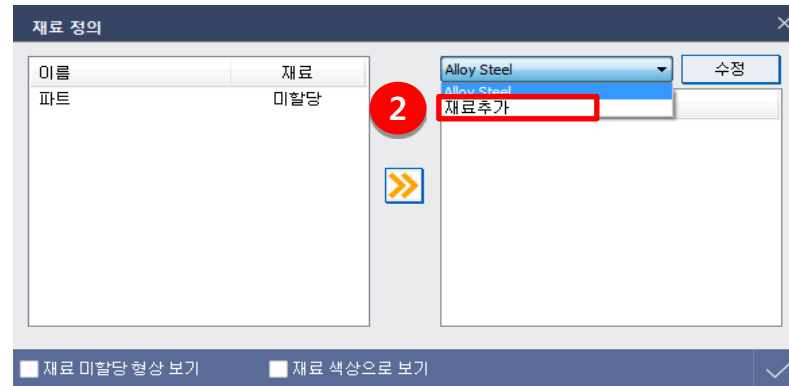 재료 정의
이름 재료
파트 미할당
Alloy Steel 수정
Alloy Steel
재료추가
2
재료 미할당 형상 보기 재료 색상으로 보기